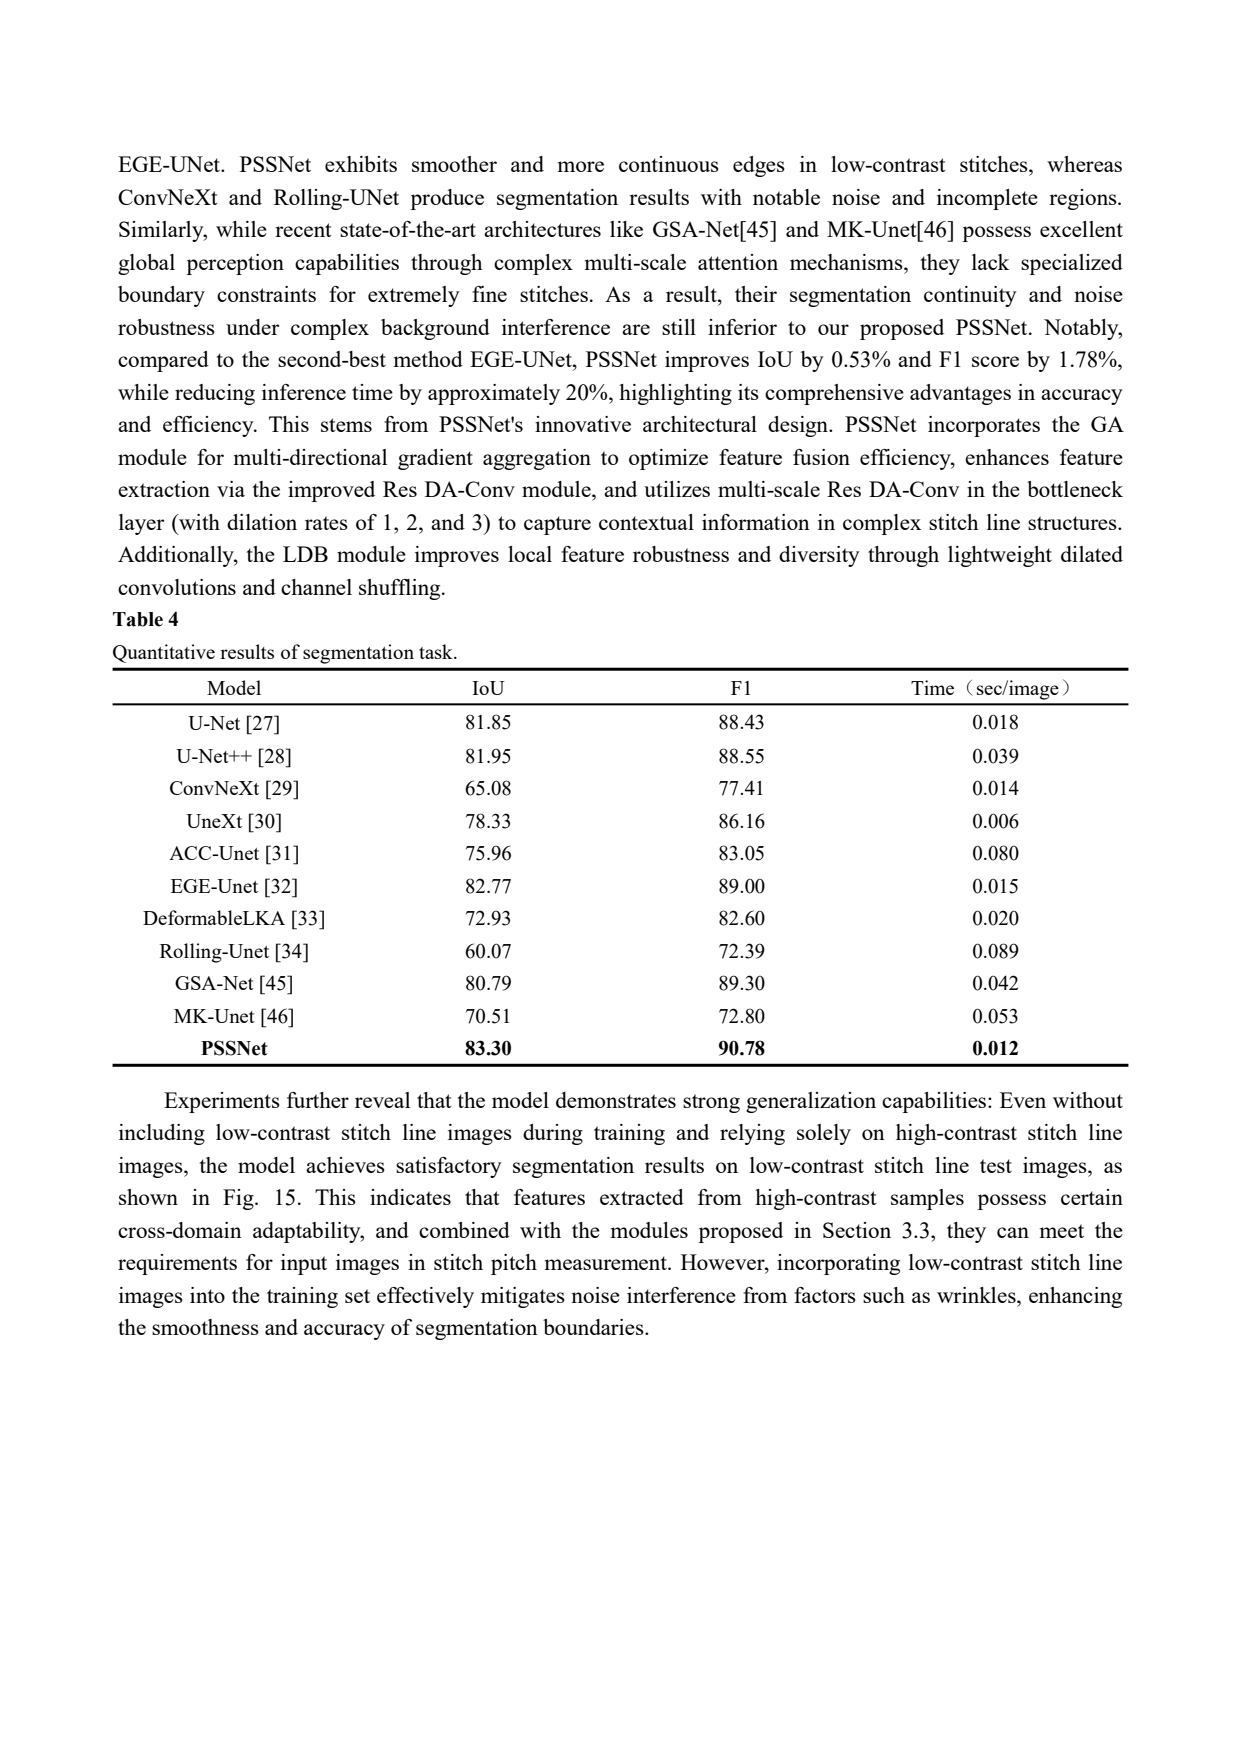 EGE-UNet. PSSNet exhibits smoother and more continuous edges in low-contrast stitches, whereas
ConvNeXt and Rolling-UNet produce segmentation results with notable noise and incomplete regions.
Similarly, while recent state-of-the-art architectures like GSA-Net[45] and MK-Unet[46] possess excellent
global perception capabilities through complex multi-scale attention mechanisms, they lack specialized
boundary constraints for extremely fine stitches. As a result, their segmentation continuity and noise
robustness under complex background interference are still inferior to our proposed PSSNet. Notably,
compared to the second-best method EGE-UNet, PSSNet improves IoU by 0.53% and F1 score by 1.78%,
while reducing inference time by approximately 20%, highlighting its comprehensive advantages in accuracy
and efficiency. This stems from PSSNet's innovative architectural design. PSSNet incorporates the GA
module for multi-directional gradient aggregation to optimize feature fusion efficiency, enhances feature
extraction via the improved Res DA-Conv module, and utilizes multi-scale Res DA-Conv in the bottleneck
layer (with dilation rates of 1, 2, and 3) to capture contextual information in complex stitch line structures.
Additionally, the LDB module improves local feature robustness and diversity through lightweight dilated
convolutions and channel shuffling.
Table 4
Quantitative results of segmentation task.
Model IoU F1 Time（sec/image）
U-Net [27] 81.85 88.43 0.018
U-Net++ [28] 81.95 88.55 0.039
ConvNeXt [29] 65.08 77.41 0.014
UneXt [30] 78.33 86.16 0.006
ACC-Unet [31] 75.96 83.05 0.080
EGE-Unet [32] 82.77 89.00 0.015
DeformableLKA [33] 72.93 82.60 0.020
Rolling-Unet [34] 60.07 72.39 0.089
GSA-Net [45] 80.79 89.30 0.042
MK-Unet [46] 70.51 72.80 0.053
PSSNet 83.30 90.78 0.012
Experiments further reveal that the model demonstrates strong generalization capabilities: Even without
including low-contrast stitch line images during training and relying solely on high-contrast stitch line
images, the model achieves satisfactory segmentation results on low-contrast stitch line test images, as
shown in Fig. 15. This indicates that features extracted from high-contrast samples possess certain
cross-domain adaptability, and combined with the modules proposed in Section 3.3, they can meet the
requirements for input images in stitch pitch measurement. However, incorporating low-contrast stitch line
images into the training set effectively mitigates noise interference from factors such as wrinkles, enhancing
the smoothness and accuracy of segmentation boundaries.